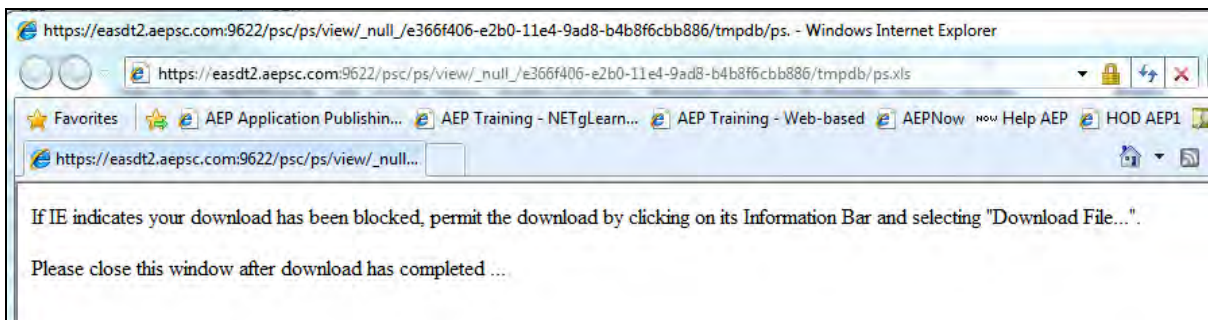 https://easdt2.aepsc.com:9622/psc/ps/view/_null_/e366f406-e2b0-11e4-9ad8-b4b8f6cbb886/tmpdb/ps. - Windows Internet Explorer
https://easdt2.aepsc.com:9622/psc/ps/view/_null_/e366f406-e2b0-11e4-9ad8-b4b8f6cbb886/tmpdb/ps.xls
Favorites AEP Application Publishin... AEP Training - NETgLearn... AEP Training - Web-based AEPNow NOW Help AEP HOD AEP1
https://easdt2.aepsc.com:9622/psc/ps/view/_null...
If IE indicates your download has been blocked, permit the download by clicking on its Information Bar and selecting "Download File...".
Please close this window after download has completed ...